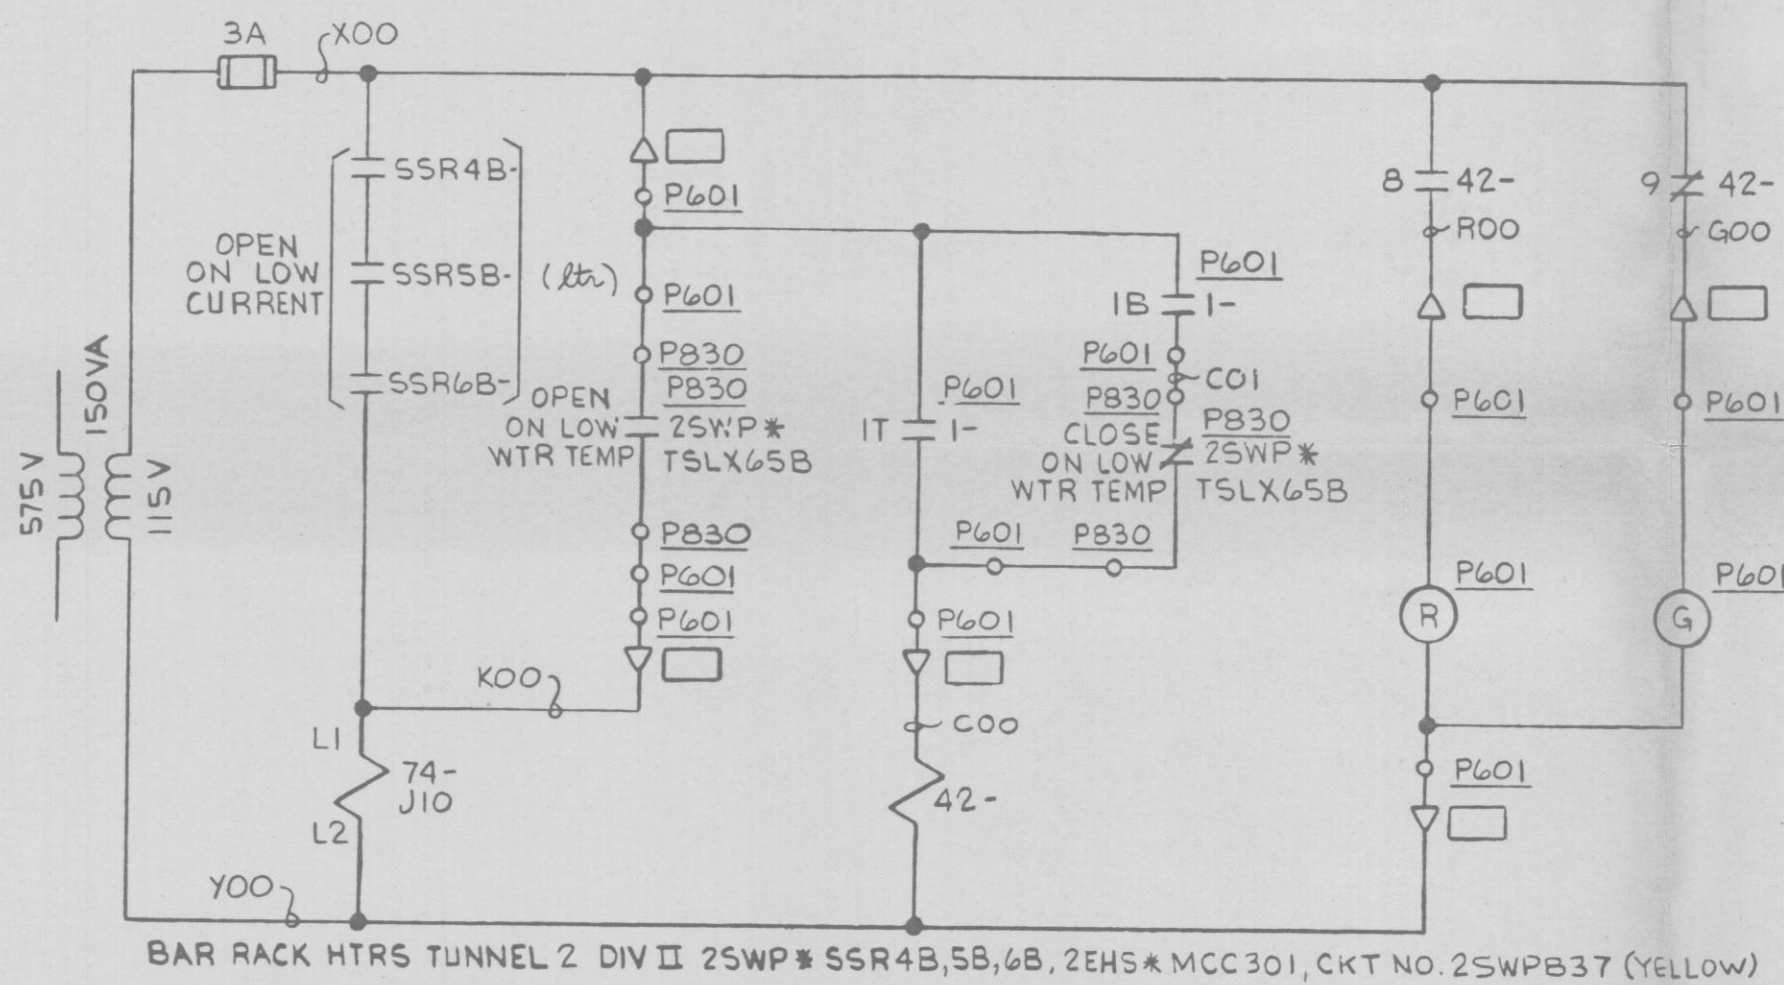 3A
X00
SSR4B-
P601
8
42-
9
42-
R00
G00
OPEN
ON LOW
CURRENT
SSR5B-
(ltr)
P601
P601
1B
1-
P830
P601
C01
SSR6B-
P830
OPEN
ON LOW
WTR TEMP
2SWP*
TSLX65B
P601
1T
1-
P830
CLOSE
ON LOW
WTR TEMP
P830
2SWP*
TSLX65B
P601
P601
150VA
575V
115V
P830
P601
P830
P601
P601
P601
P601
P601
R
G
K00
L1
74-
J10
L2
C00
42-
P601
Y00
BAR RACK HTRS TUNNEL 2 DIV II 2SWP* SSR4B,5B,6B, 2EHS* MCC301, CKT NO. 2SWPB37 (YELLOW)